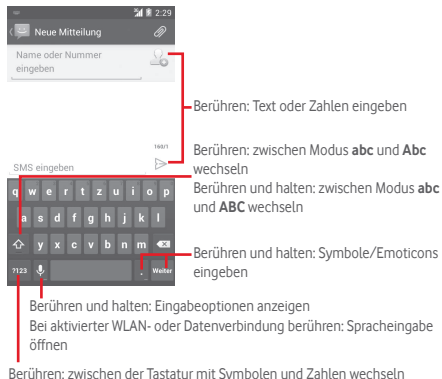 2:29
Neue Mitteilung
Name oder Nummer
eingeben
Berühren: Text oder Zahlen eingeben
160/1
Berühren: zwischen Modus abc und Abc
wechseln
SMS eingeben
Berühren und halten: zwischen Modus abc
und ABC wechseln
q w e r t z u i o p
a s d f g h j k l
y x c v b n m
Berühren und halten: Symbole/Emoticons
eingeben
?123 . Weiter
Berühren und halten: Eingabeoptionen anzeigen
Bei aktivierter WLAN- oder Datenverbindung berühren: Spracheingabe
öffnen
Berühren: zwischen der Tastatur mit Symbolen und Zahlen wechseln